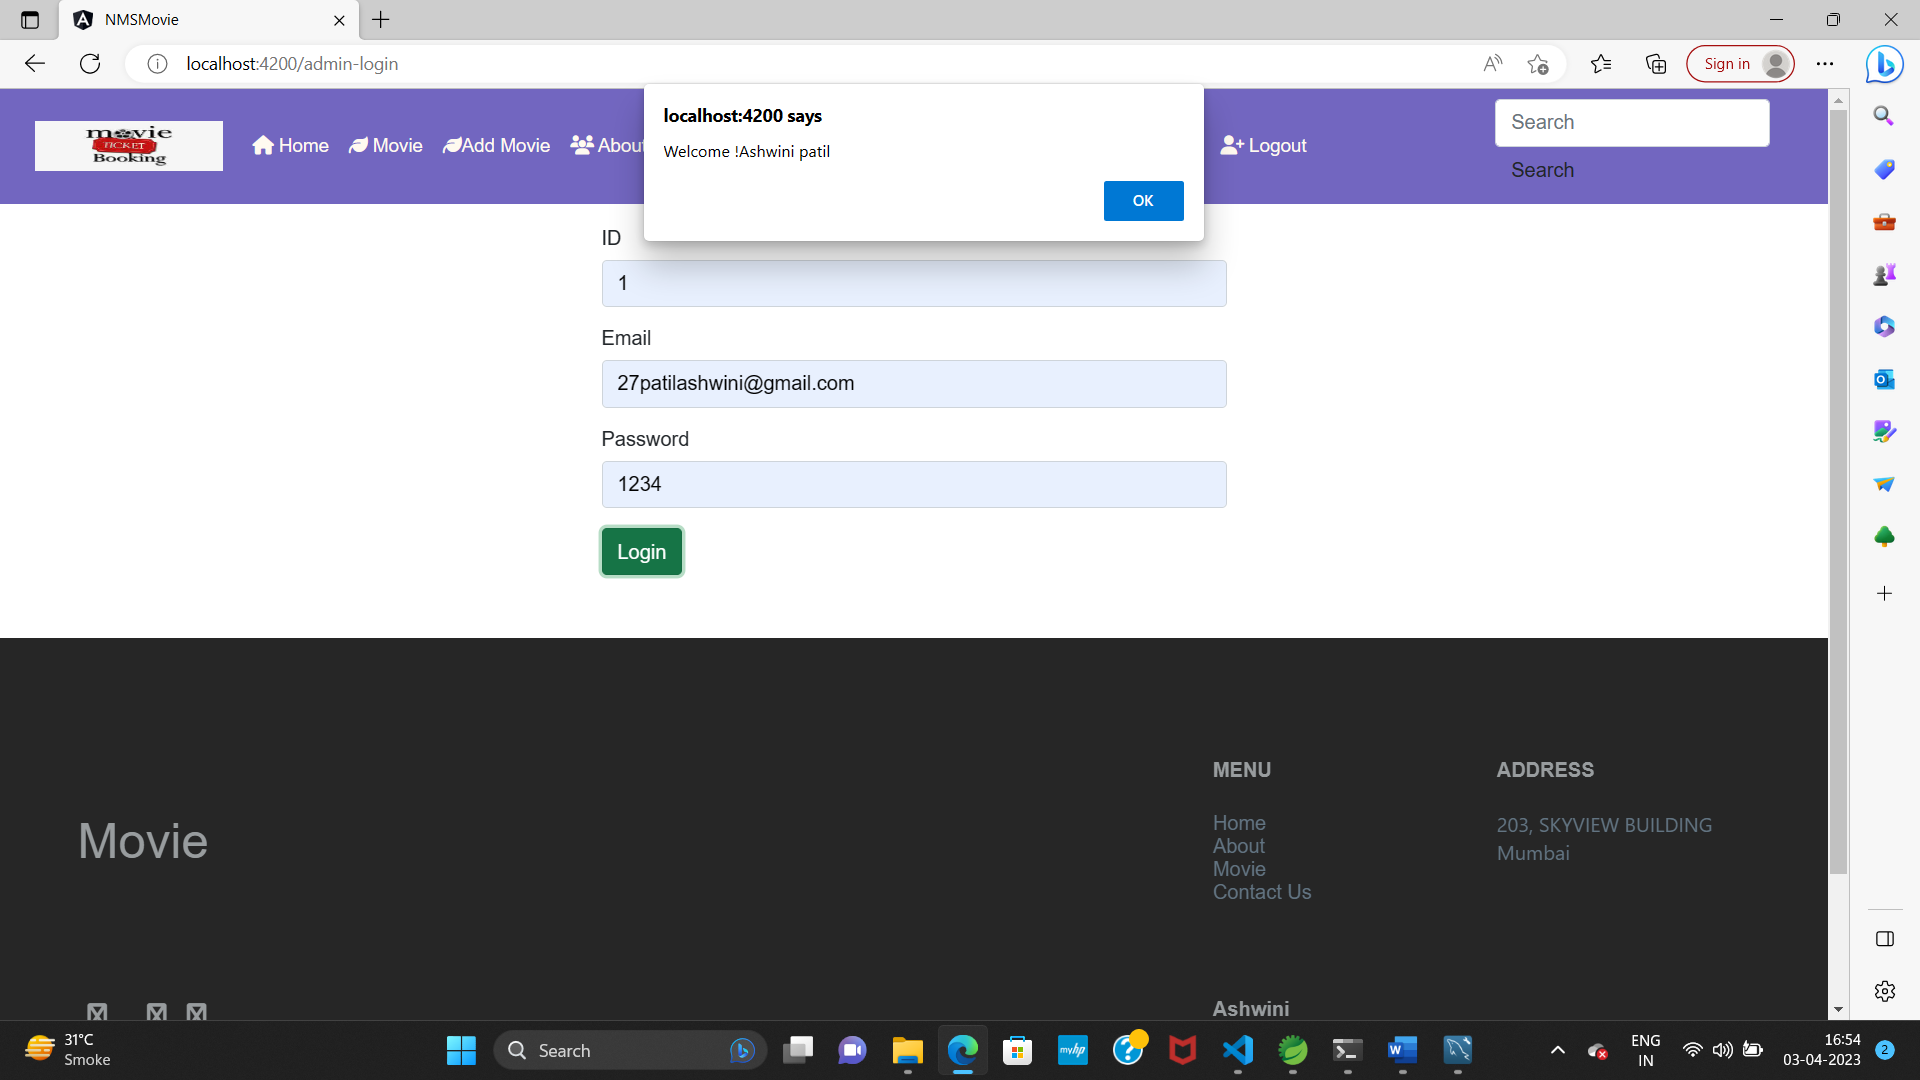 NMSMovie
localhost:4200/admin-login
Sign in
movie
TICKET
Booking
Home
Movie
Add Movie
About
Logout
Search
Search
localhost:4200 says
Welcome !Ashwini patil
OK
ID
1
Email
27patilashwini@gmail.com
Password
1234
Login
Movie
MENU
Home
About
Movie
Contact Us
ADDRESS
203, SKYVIEW BUILDING
Mumbai
Ashwini
31°C
Smoke
Search
myhp
ENG
IN
16:54
03-04-2023
2